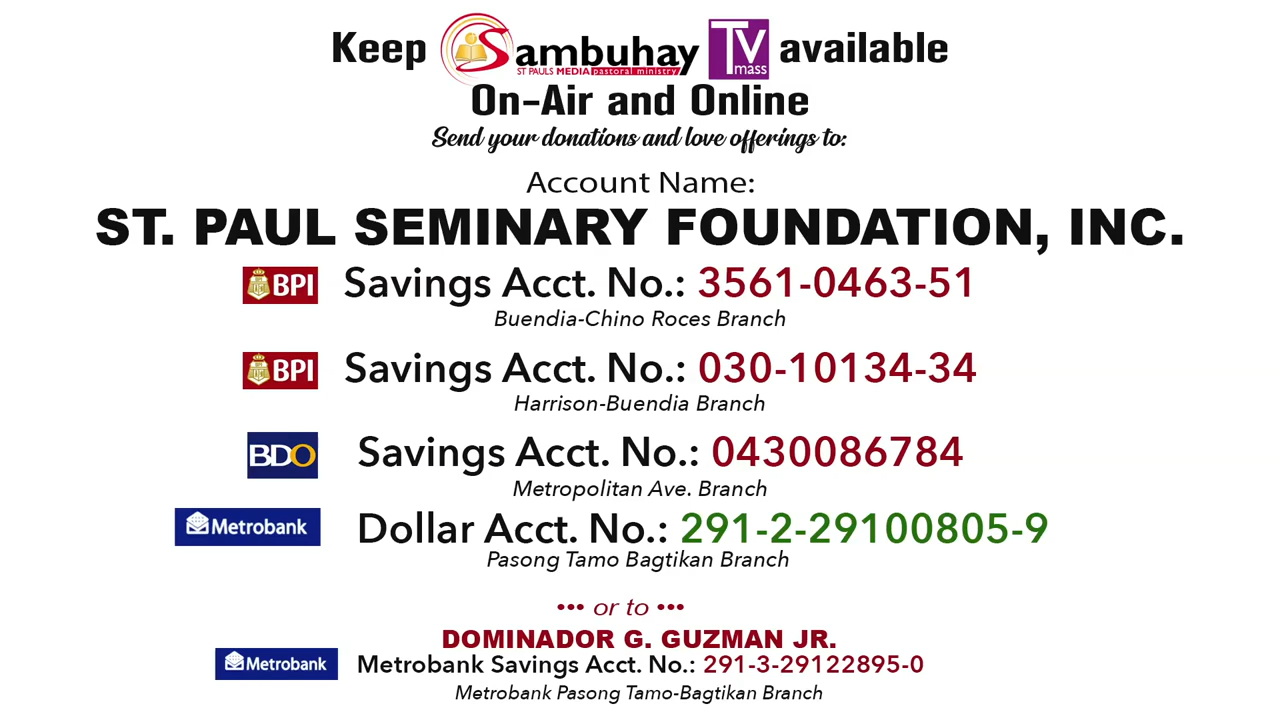 Keep Sambuhay TV mass available
ST PAULS MEDIA pastoral ministry
On-Air and Online
Send your donations and love offerings to:
Account Name:
ST. PAUL SEMINARY FOUNDATION, INC.
BPI Savings Acct. No.: 3561-0463-51
Buendia-Chino Roces Branch
BPI Savings Acct. No.: 030-10134-34
Harrison-Buendia Branch
BDO Savings Acct. No.: 0430086784
Metropolitan Ave. Branch
Metrobank Dollar Acct. No.: 291-2-29100805-9
Pasong Tamo Bagtikan Branch
••• or to •••
DOMINADOR G. GUZMAN JR.
Metrobank Metrobank Savings Acct. No.: 291-3-29122895-0
Metrobank Pasong Tamo-Bagtikan Branch